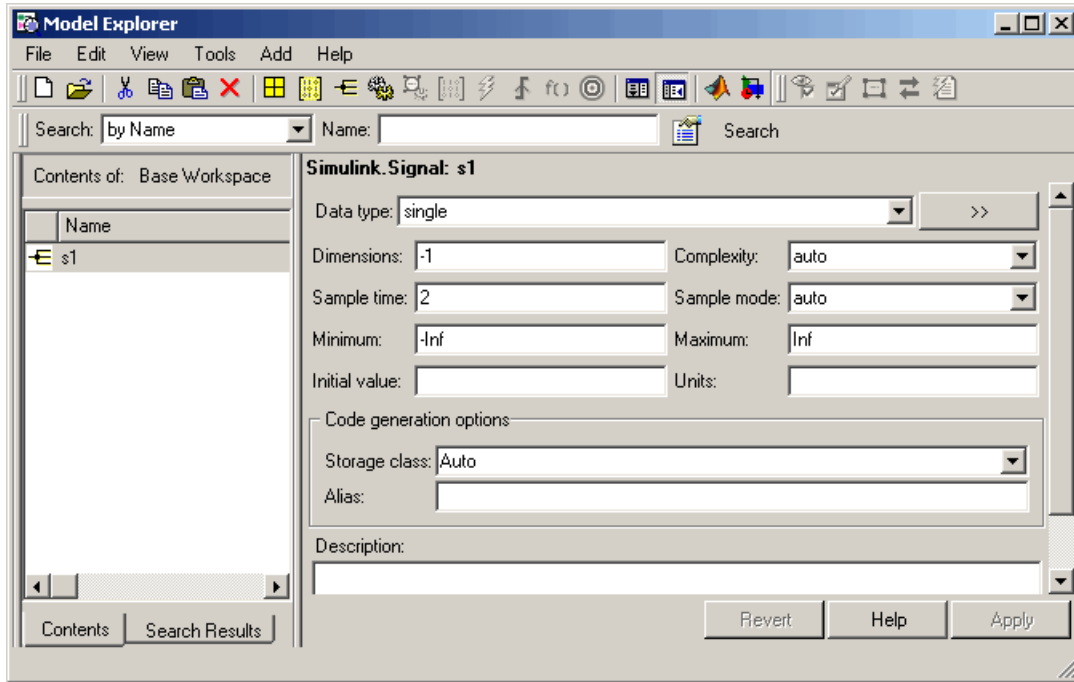 Model Explorer
File Edit View Tools Add Help
f()
Search: by Name Name: Search
Contents of: Base Workspace
Name
s1
Simulink.Signal: s1
Data type: single >>
Dimensions: -1 Complexity: auto
Sample time: 2 Sample mode: auto
Minimum: -Inf Maximum: Inf
Initial value: Units:
Code generation options
Storage class: Auto
Alias:
Description:
Revert Help Apply
Contents Search Results